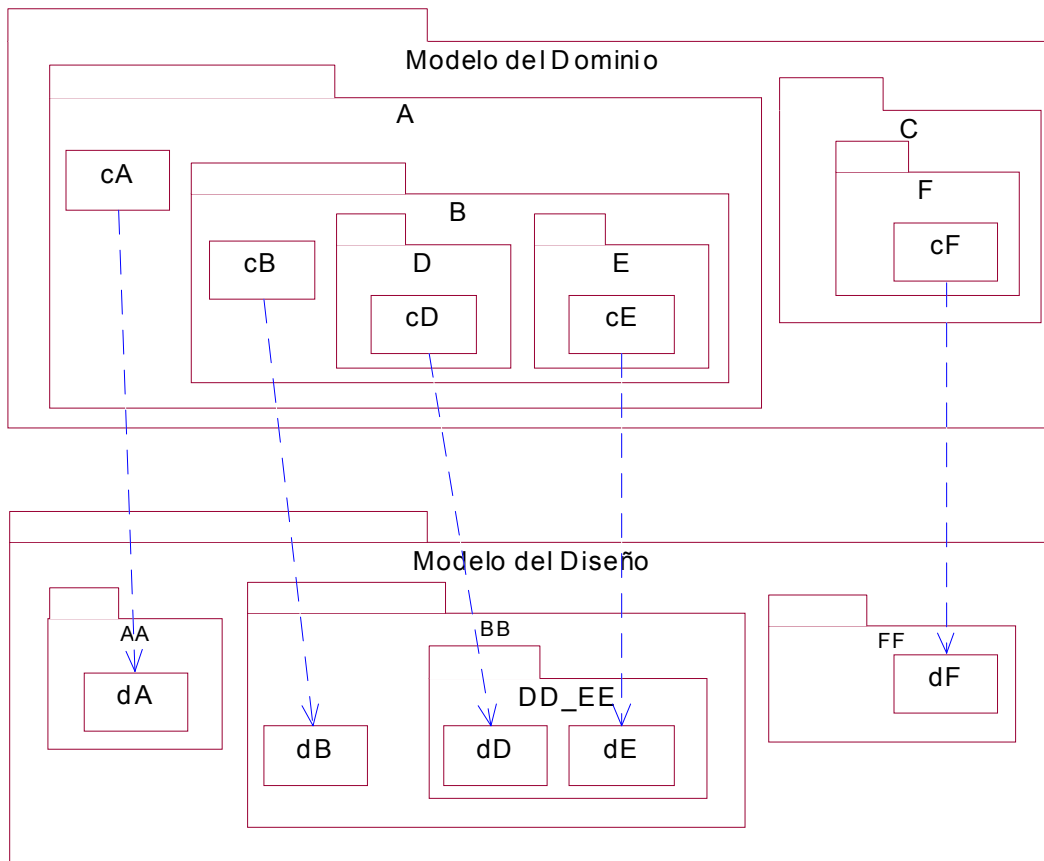 Modelo del Dominio
A
C
cA
B
F
cB
D
E
cF
cD
cE
Modelo del Diseño
AA
BB
FF
dA
DD_EE
dF
dB
dD
dE